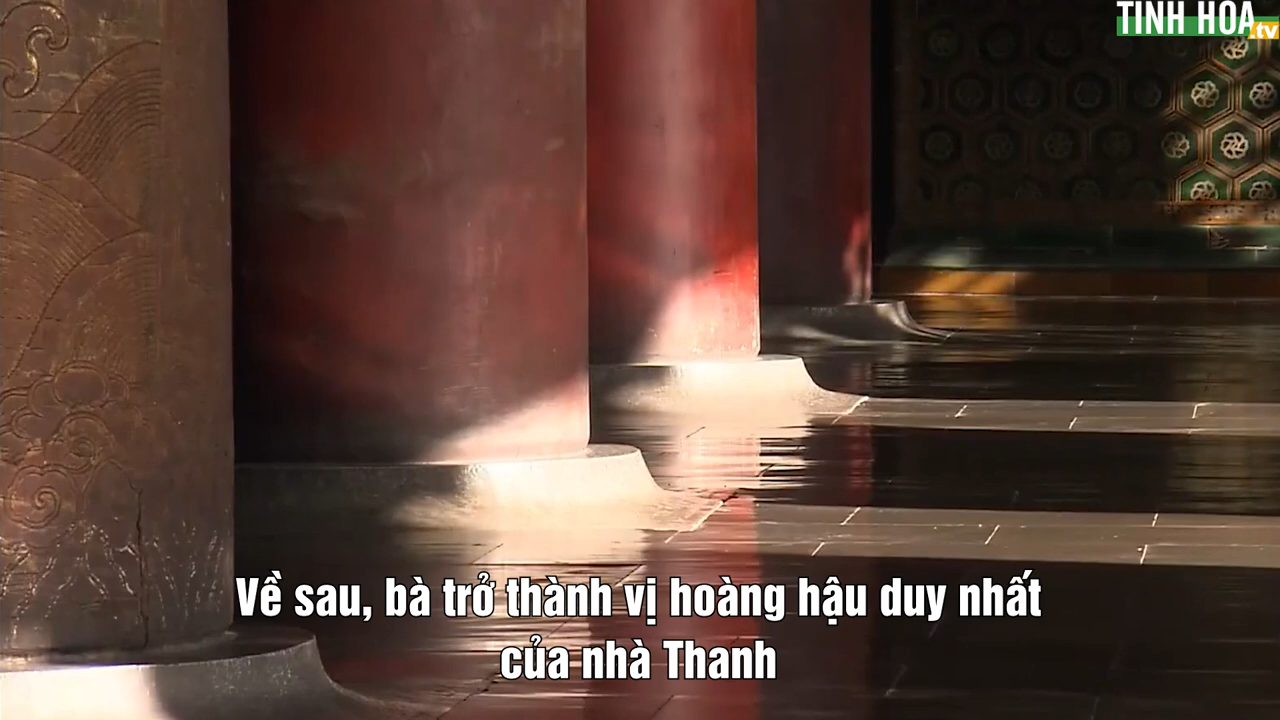 TINH HOA
.tv
Về sau, bà trở thành vị hoàng hậu duy nhất
của nhà Thanh